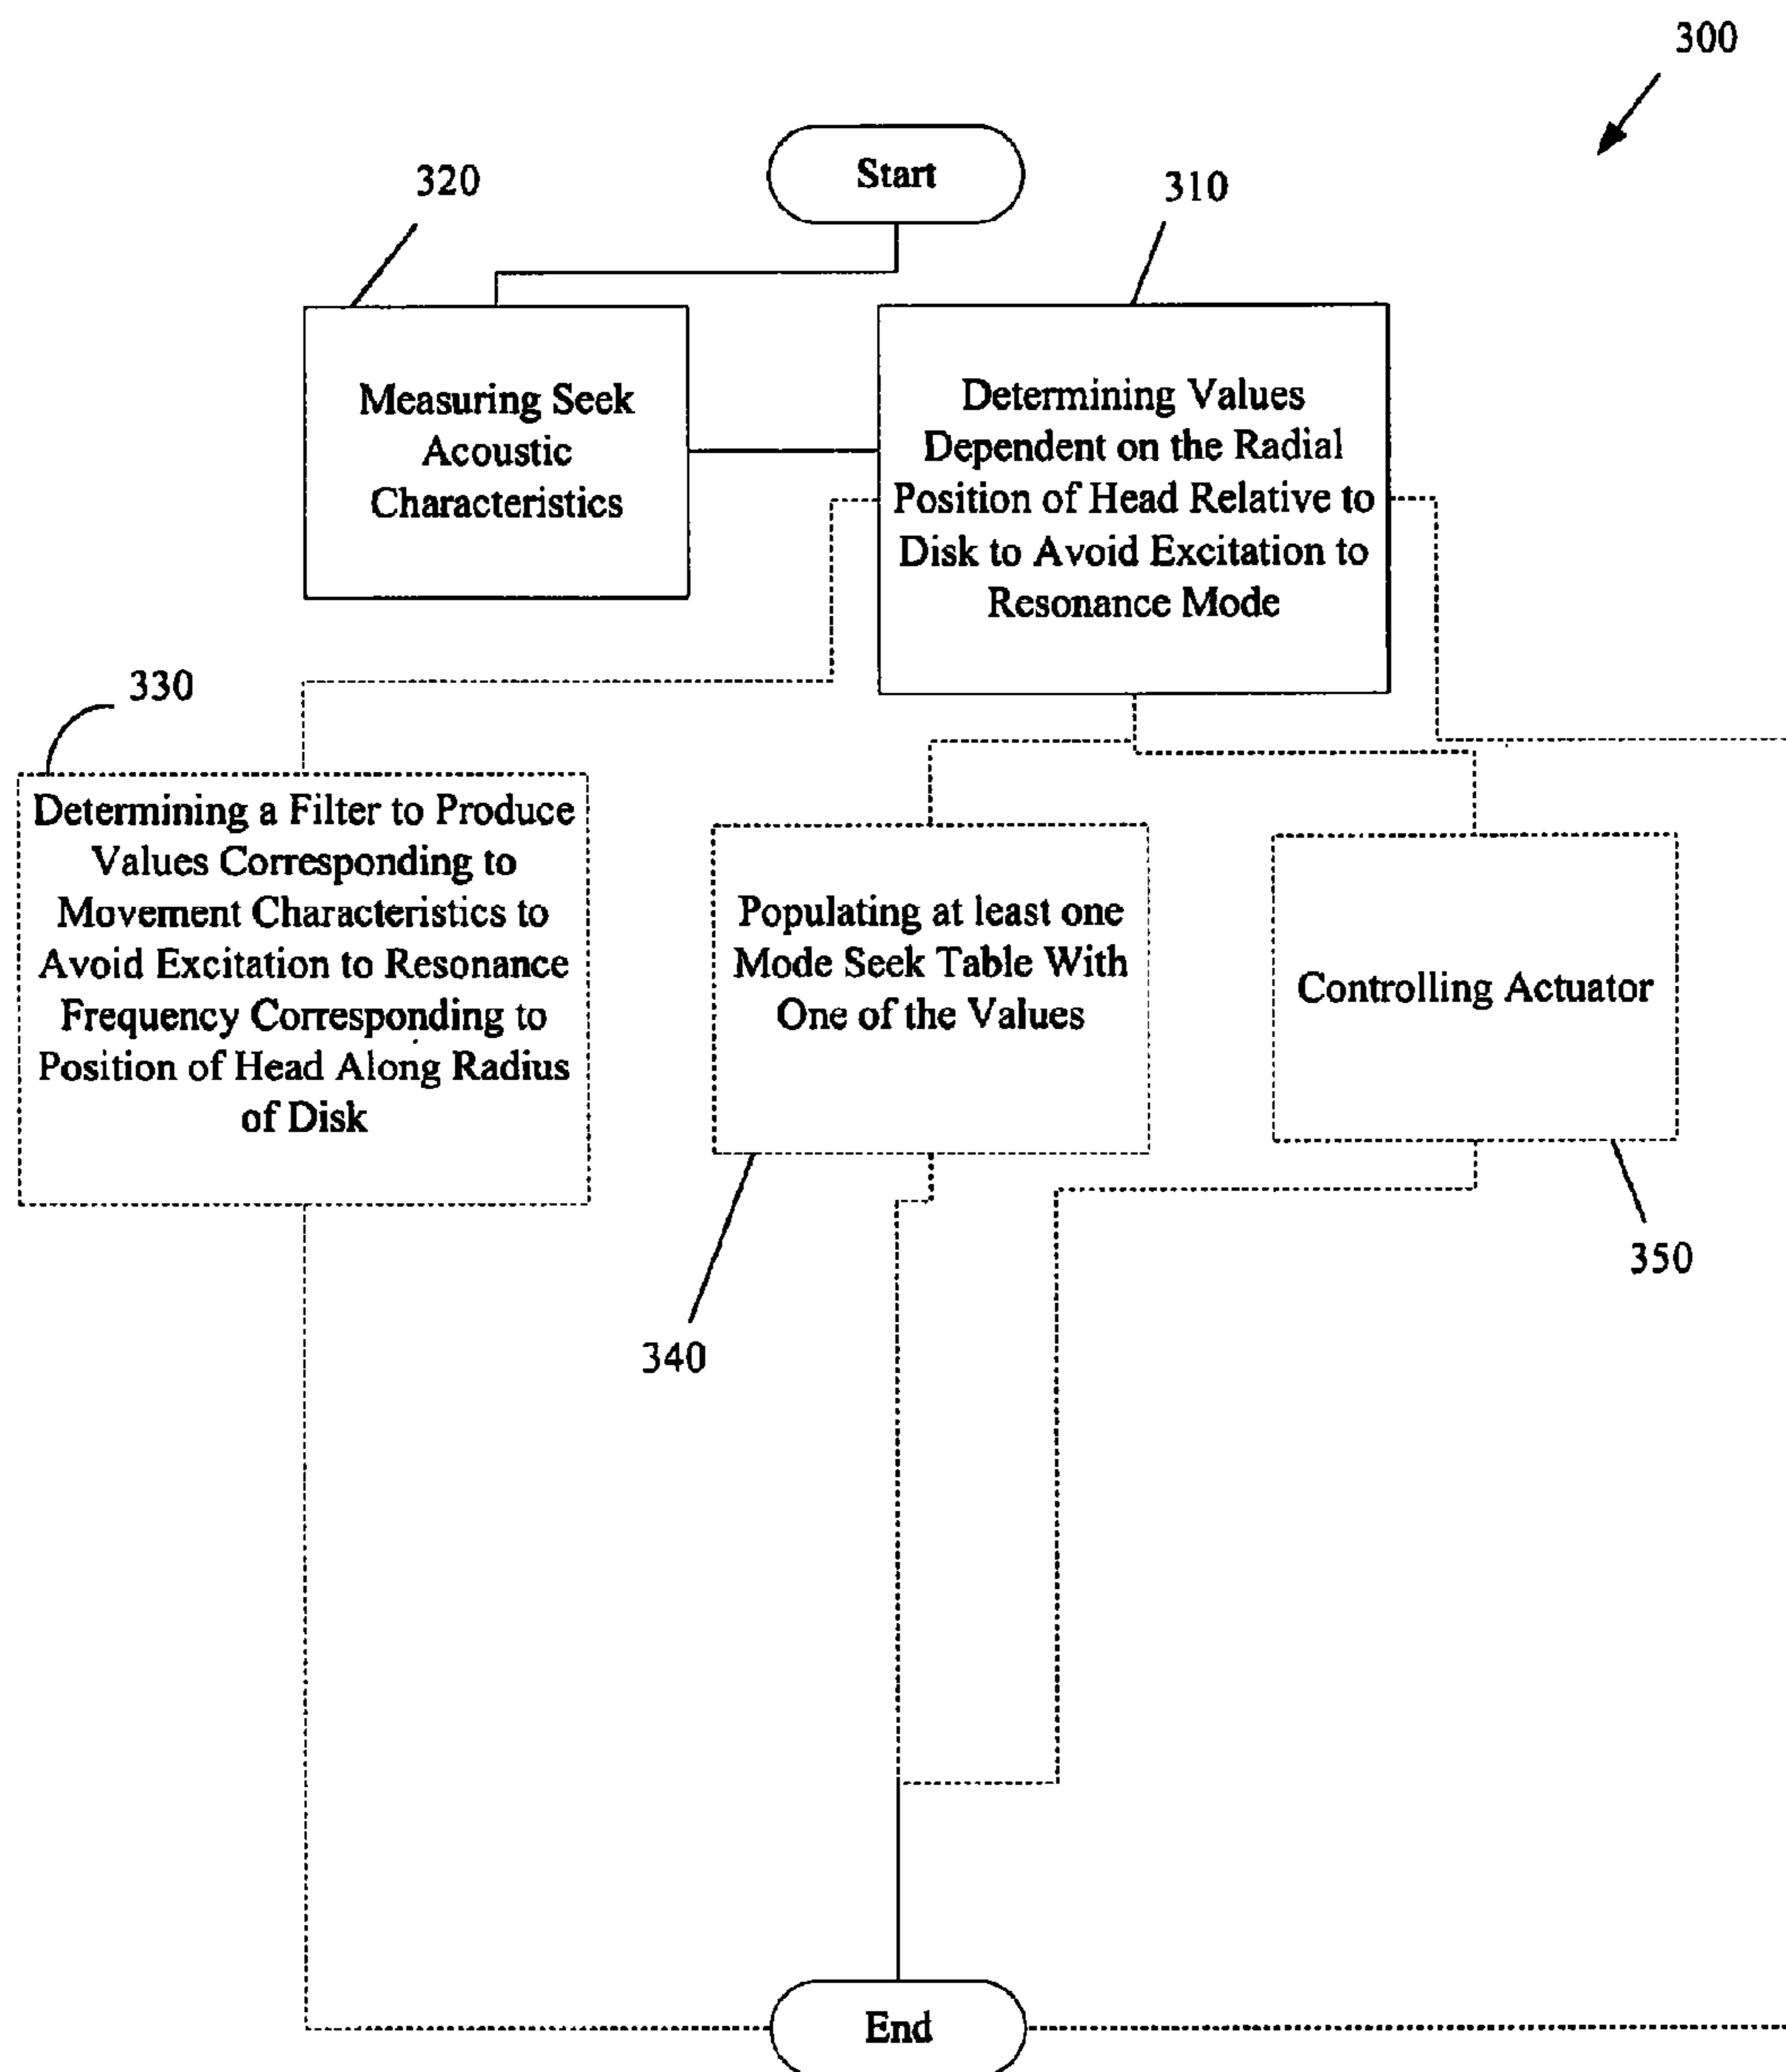 300
Start
320
310
Measuring Seek
Acoustic
Characteristics
Determining Values
Dependent on the Radial
Position of Head Relative to
Disk to Avoid Excitation to
Resonance Mode
330
Determining a Filter to Produce
Values Corresponding to
Movement Characteristics to
Avoid Excitation to Resonance
Frequency Corresponding to
Position of Head Along Radius
of Disk
Populating at least one
Mode Seek Table With
One of the Values
Controlling Actuator
340
350
End